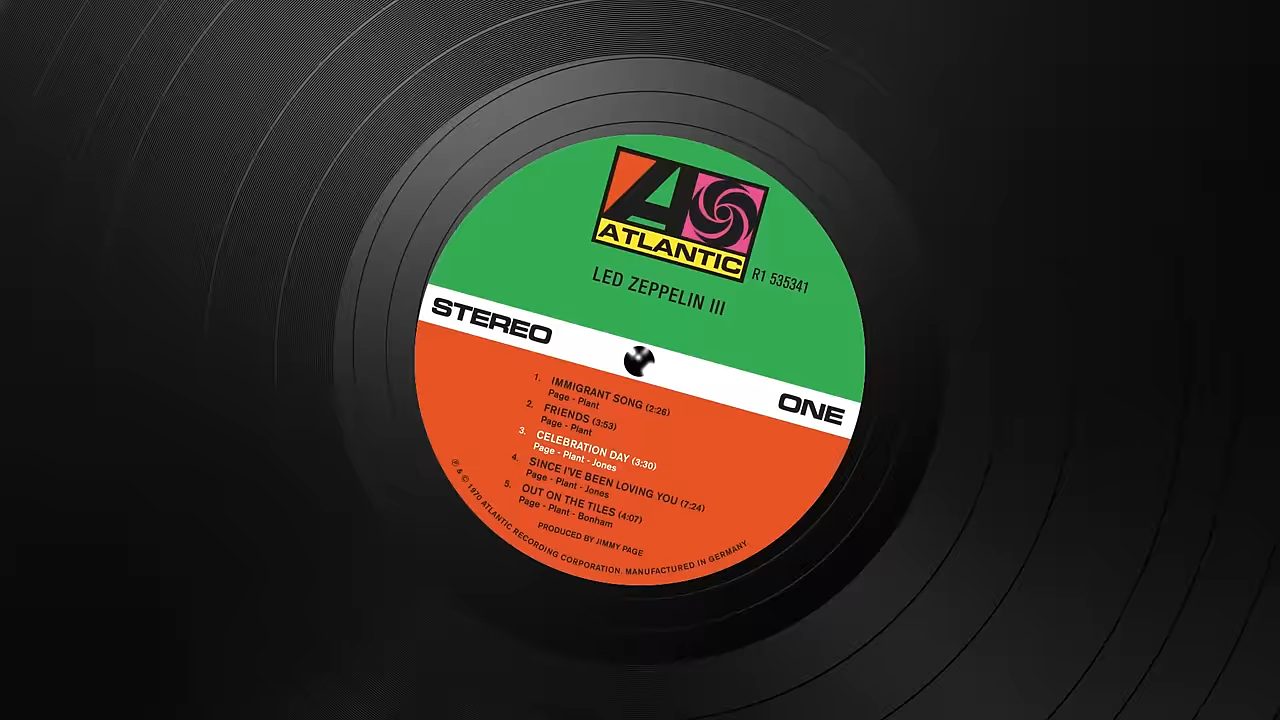 ATLANTIC
R1 535341
LED ZEPPELIN III
STEREO
ONE
1. IMMIGRANT SONG (2:26)
Page - Plant
2. FRIENDS (3:53)
Page - Plant
3. CELEBRATION DAY (3:30)
Page - Plant - Jones
4. SINCE I'VE BEEN LOVING YOU (7:24)
Page - Plant - Jones
5. OUT ON THE TILES (4:07)
Page - Plant - Bonham
PRODUCED BY JIMMY PAGE
℗ & © 1970 ATLANTIC RECORDING CORPORATION. MANUFACTURED IN GERMANY.